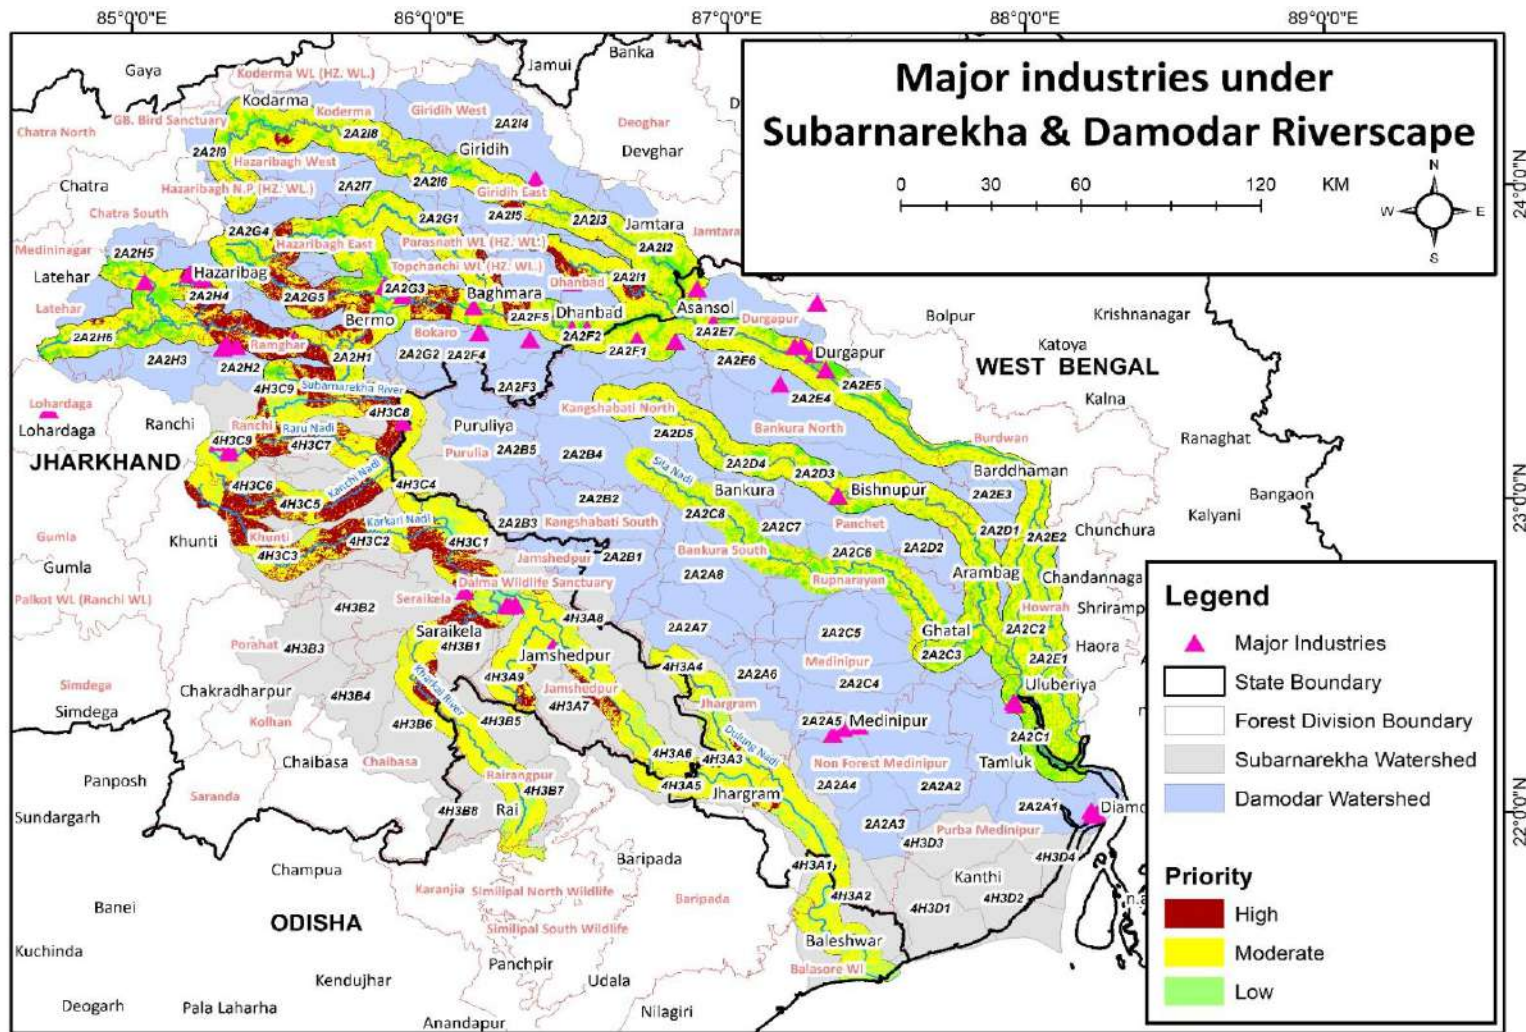 85°0'0"E 86°0'0"E 87°0'0"E 88°0'0"E 89°0'0"E
Major industries under
Subarnarekha & Damodar Riverscape
0 30 60 120 KM
N
W E
S
24°0'0"N
23°0'0"N
22°0'0"N
Banka
Gaya
Jamui
Koderma WL (HZ. WL.)
Kodarma
Koderma
Giridih West
GB. Bird Sanctuary
2A2I4
Deoghar
Chatra North
2A2I8
2A2I9
Giridih
Devghar
Hazaribagh West
Chatra
Hazaribagh N.P (HZ. WL.)
2A2I7
2A2I6
Giridih East
Chatra South
2A2G1
2A2I5
2A2I3
Jamtara
Jamtara
2A2G4
Hazaribagh East
Parasnath WL (HZ. WL.)
2A2I2
Medininagar
2A2H5
Topchanchi WL (HZ. WL.)
Latehar
Hazaribag
2A2G3
Dhanbad
2A2I1
2A2H4
2A2G5
Baghmara
Latehar
Bermo
2A2F5
Dhanbad
Asansol
Durgapur
Bolpur
Krishnanagar
2A2H6
Bokaro
2A2F2
2A2E7
Ramghar
2A2H3
2A2H2
2A2H1
2A2G2
2A2F4
2A2F1
2A2E6
Durgapur
Katoya
WEST BENGAL
4H3C9
Subarnarekha River
2A2F3
2A2E5
2A2E4
Kalna
Lohardaga
4H3C8
Kangshabati North
Lohardaga
Ranchi
Ranchi
Raru Nadi
Puruliya
2A2D5
Bankura North
Burdwan
Ranaghat
4H3C9
4H3C7
Purulia
2A2B5
2A2B4
JHARKHAND
Sila Nadi
2A2D4
2A2D3
Barddhaman
4H3C6
Kanchi Nadi
4H3C4
Bankura
Bishnupur
2A2E3
Bangaon
4H3C5
2A2B2
Kalyani
2A2B3
Kangshabati South
2A2C8
2A2C7
Panchet
2A2D1
Chunchura
Karkari Nadi
Gumla
Khunti
Khunti
4H3C2
4H3C1
2A2E2
4H3C3
Jamshedpur
2A2B1
Bankura South
2A2C6
2A2D2
Gumla
2A2A8
Rupnarayan
Arambag
Chandannaga
Dalma Wildlife Sanctuary
Palkot WL (Ranchi WL)
Seraikela
4H3B2
Howrah
Shriramp
4H3A8
Saraikela
2A2A7
2A2C5
Ghatal
2A2C2
Porahat
4H3B3
4H3B1
Haora
Jamshedpur
4H3A4
Medinipur
2A2C3
2A2E1
4H3A9
2A2A6
Simdega
Chakradharpur
4H3B4
Kharkai River
Jamshedpur
2A2C4
Uluberiya
Simdega
4H3A7
Jhargram
Kolhan
4H3B6
4H3B5
2A2A5
Medinipur
2A2C1
Dulung Nadi
Panposh
Chaibasa
Chaibasa
4H3A6
4H3A3
Non Forest Medinipur
Tamluk
Rairangpur
4H3A5
Saranda
4H3B7
Jhargram
2A2A4
2A2A2
Sundargarh
4H3B8
Rai
2A2A1
Diamo
2A2A3
Purba Medinipur
4H3D3
Champua
Baripada
4H3A1
4H3D4
Karanjia
Similipal North Wildlife
Baripada
4H3A2
Kanthi
Banei
4H3D1
4H3D2
ODISHA
Similipal South Wildlife
Baleshwar
Kuchinda
Panchpir
Balasore Wl
Kendujhar
Udala
Deogarh
Pala Laharha
Nilagiri
Anandapur
Legend
Major Industries
State Boundary
Forest Division Boundary
Subarnarekha Watershed
Damodar Watershed
Priority
High
Moderate
Low